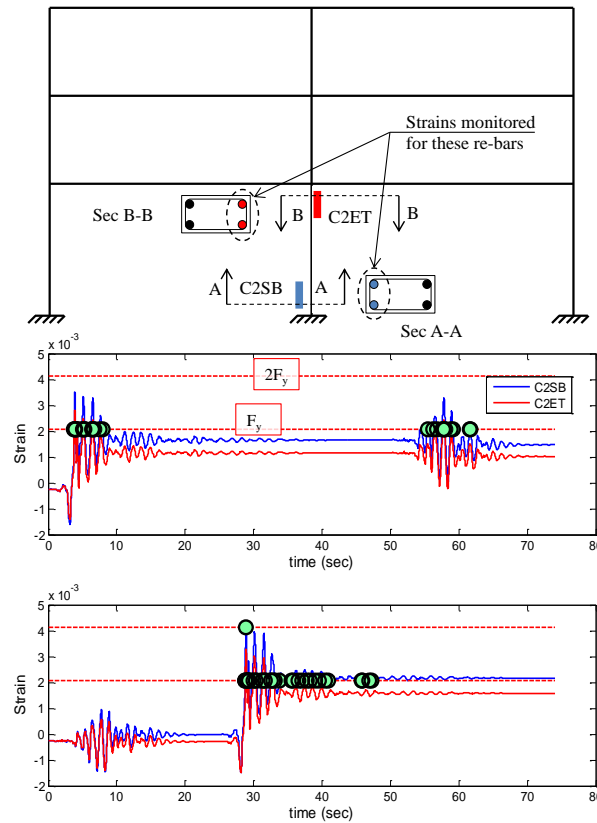 Strains monitored
for these re-bars
Sec B-B
B
C2ET
B
A
C2SB
A
Sec A-A
x 10⁻³
5
4
3
2
1
0
-1
-2
Strain
2Fy
Fy
C2SB
C2ET
0 10 20 30 40 50 60 70 80
time (sec)
x 10⁻³
5
4
3
2
1
0
-1
-2
Strain
0 10 20 30 40 50 60 70 80
time (sec)